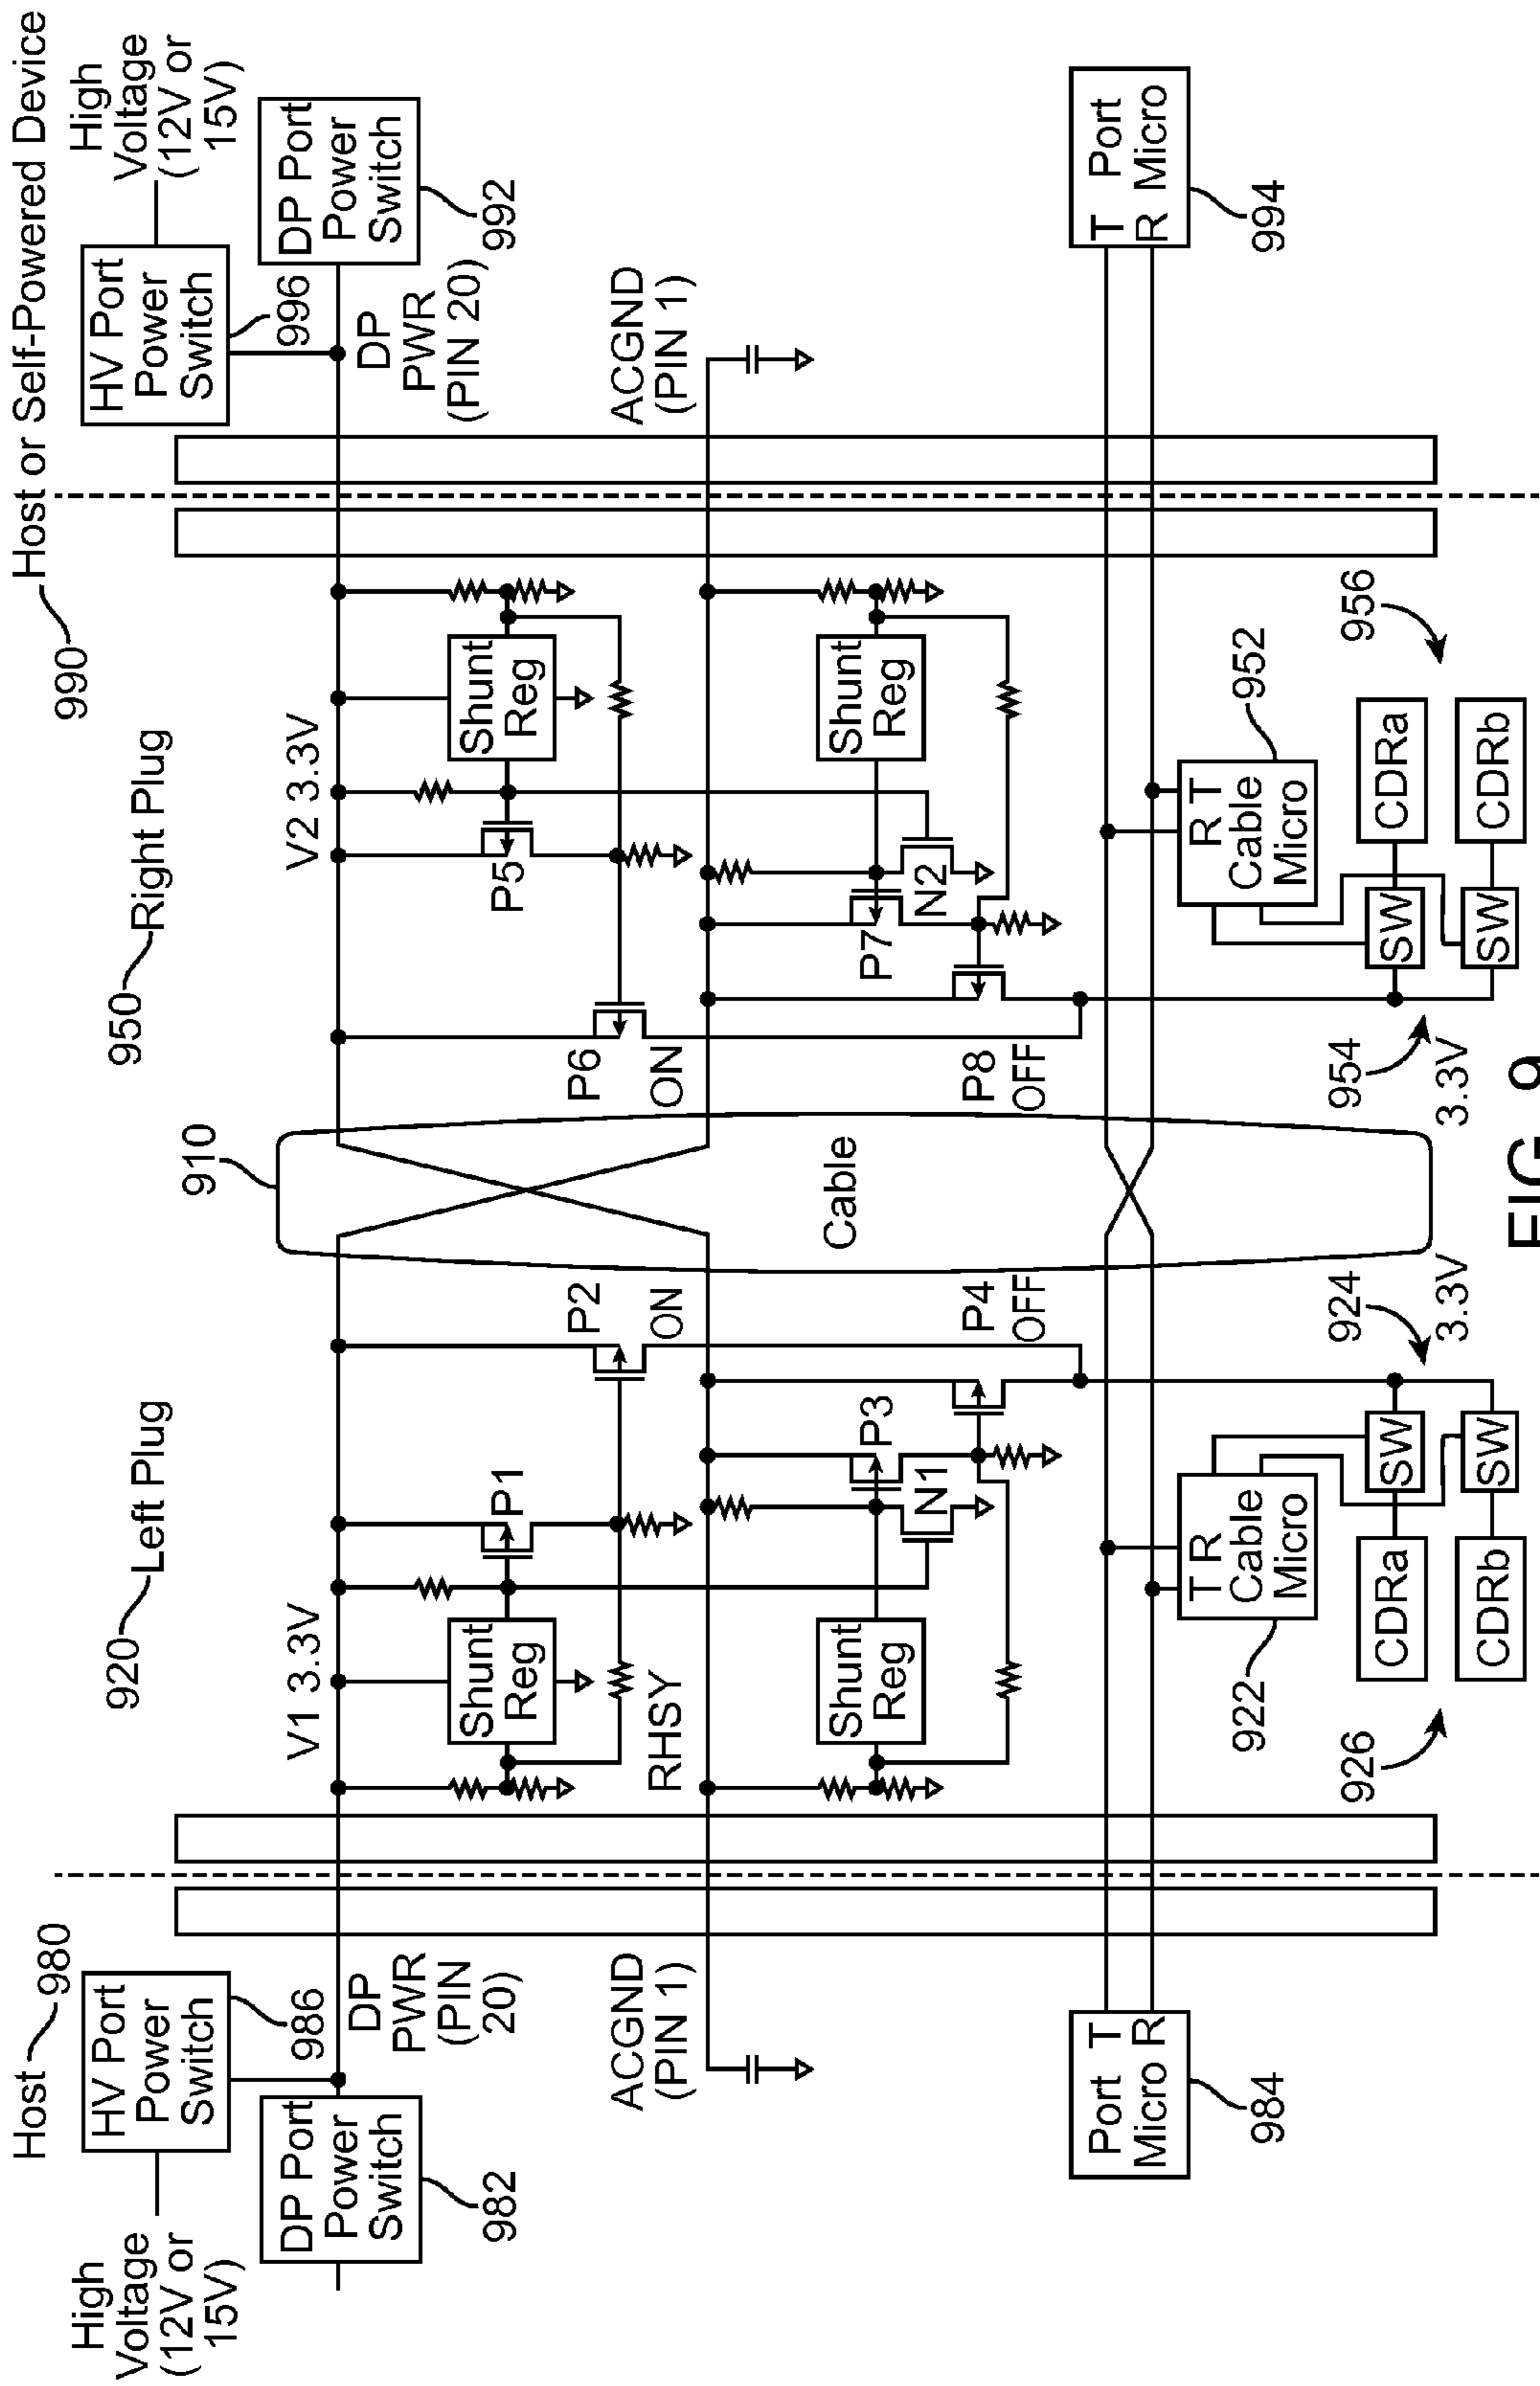 Host
980
High
Voltage
(12V or
15V)
HV Port
Power
Switch
986
DP Port
Power
Switch
982
DP
PWR
(PIN
20)
ACGND
(PIN 1)
Port T
Micro R
984
920
Left Plug
V1 3.3V
Shunt
Reg
P1
P2
ON
RHSY
Shunt
Reg
P3
N1
P4
OFF
T R
Cable
Micro
922
926
CDRa
SW
CDRb
SW
924
3.3V
910
Cable
950
Right Plug
V2 3.3V
P6
ON
P5
Shunt
Reg
P8
OFF
P7
N2
Shunt
Reg
R T
Cable
Micro
952
954
3.3V
SW
CDRa
SW
CDRb
956
990
Host or Self-Powered Device
High
Voltage
(12V or
15V)
HV Port
Power
Switch
996
DP Port
Power
Switch
992
DP
PWR
(PIN 20)
ACGND
(PIN 1)
T Port
R Micro
994
FIG. 9